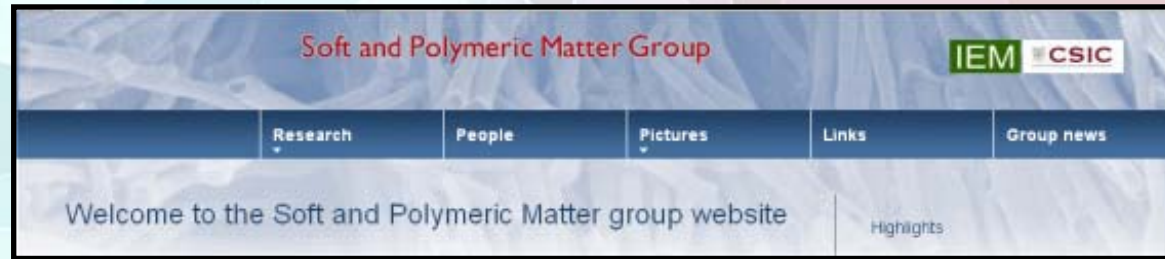 Soft and Polymeric Matter Group
IEM CSIC
Research People Pictures Links Group news
Welcome to the Soft and Polymeric Matter group website
Highlights